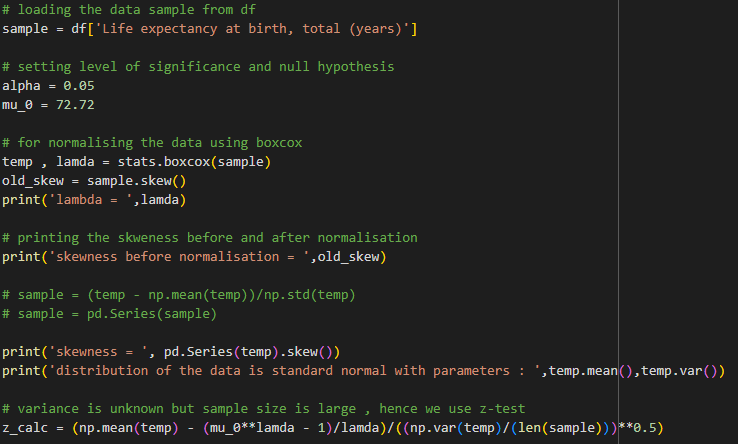 # loading the data sample from df
sample = df['Life expectancy at birth, total (years)']
# setting level of significance and null hypothesis
alpha = 0.05
mu_0 = 72.72
# for normalising the data using boxcox
temp , lamda = stats.boxcox(sample)
old_skew = sample.skew()
print('lambda = ',lamda)
# printing the skweness before and after normalisation
print('skewness before normalisation = ',old_skew)
# sample = (temp - np.mean(temp))/np.std(temp)
# sample = pd.Series(sample)
print('skewness = ', pd.Series(temp).skew())
print('distribution of the data is standard normal with parameters : ',temp.mean(),temp.var())
# variance is unknown but sample size is large , hence we use z-test
z_calc = (np.mean(temp) - (mu_0**lamda - 1)/lamda)/((np.var(temp)/(len(sample)))**0.5)